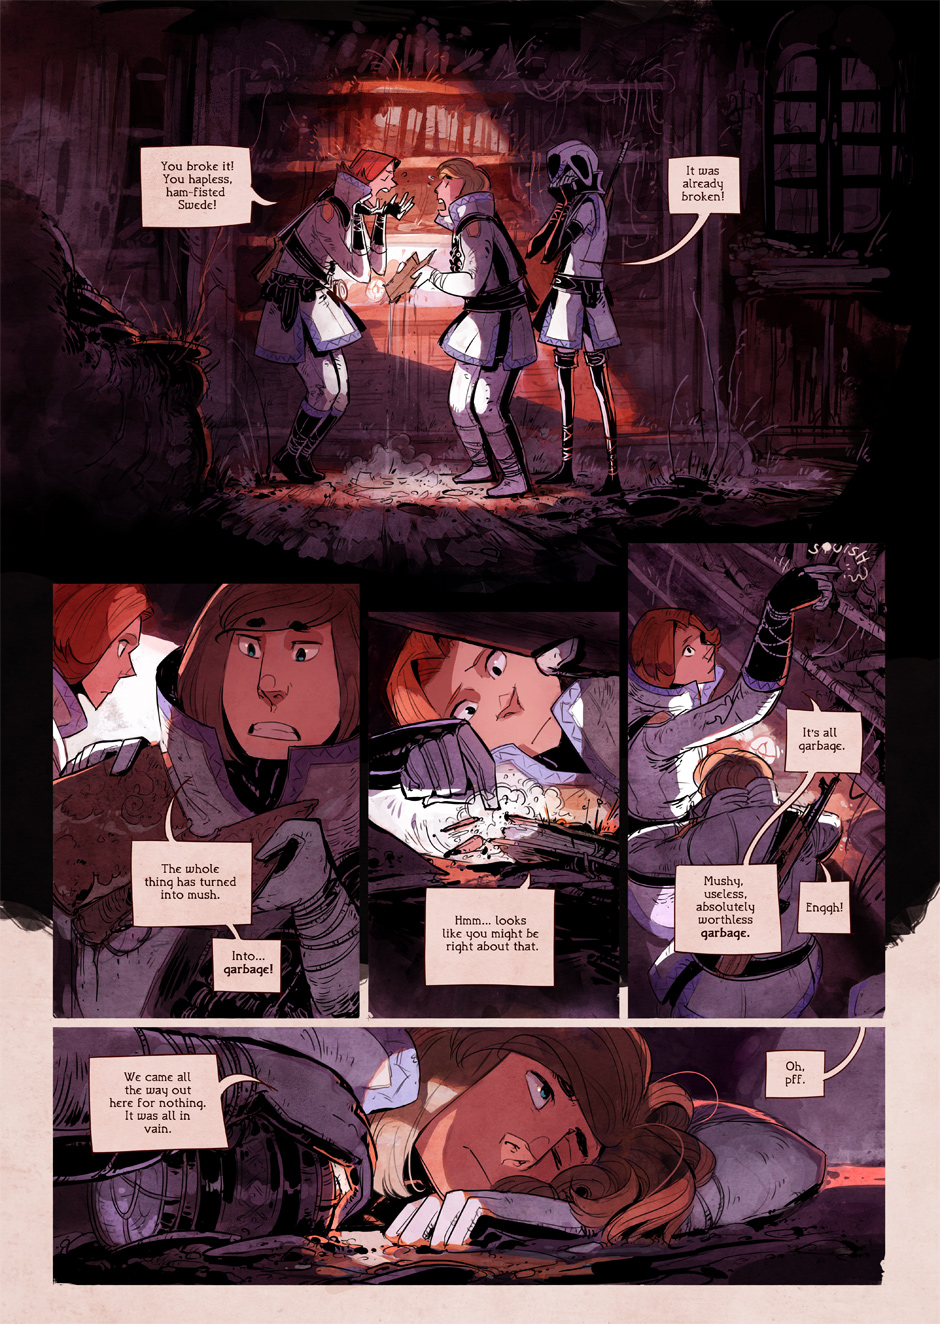 You broke it!
You hapless,
ham-fisted
Swede!
It was
already
broken!
The whole
thing has turned
into mush.
Into...
garbage!
Hmm... looks
like you might be
right about that.
SQUISH
It's all
garbage.
Mushy,
useless,
absolutely
worthless
garbage.
Enggh!
We came all
the way out
here for nothing.
It was all in
vain.
Oh,
pff.